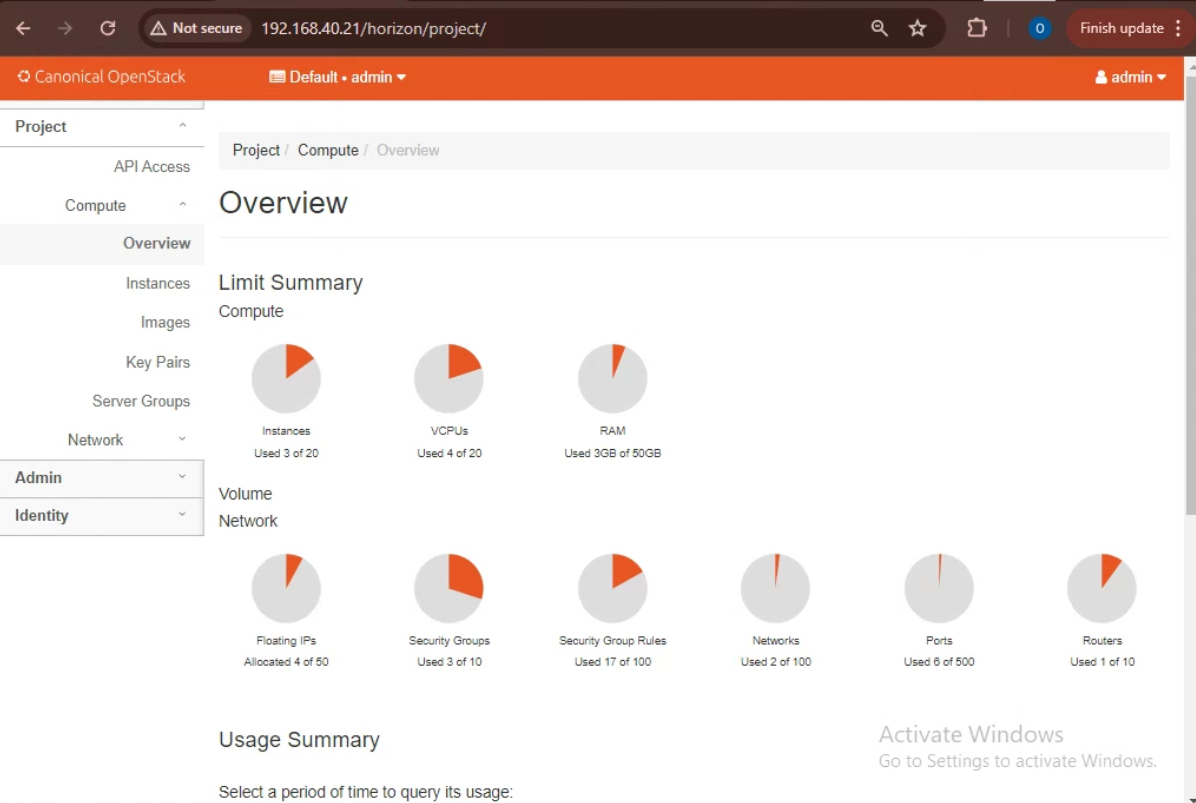 Not secure 192.168.40.21/horizon/project/ O Finish update
Canonical OpenStack Default • admin admin
Project
API Access
Compute
Overview
Instances
Images
Key Pairs
Server Groups
Network
Admin
Identity
Project / Compute / Overview
Overview
Limit Summary
Compute
Instances VCPUs RAM
Used 3 of 20 Used 4 of 20 Used 3GB of 50GB
Volume
Network
Floating IPs Security Groups Security Group Rules Networks Ports Routers
Allocated 4 of 50 Used 3 of 10 Used 17 of 100 Used 2 of 100 Used 6 of 500 Used 1 of 10
Usage Summary
Select a period of time to query its usage:
Activate Windows
Go to Settings to activate Windows.